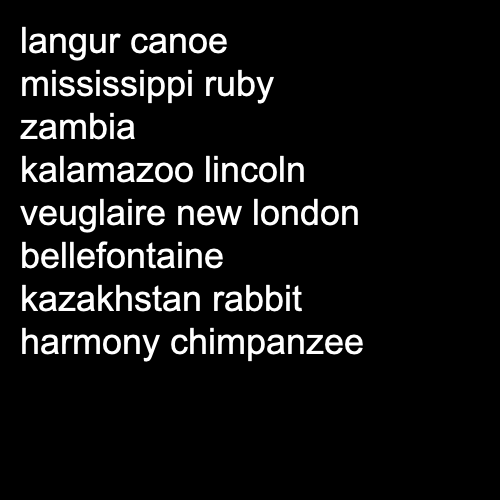 langur canoe
mississippi ruby
zambia
kalamazoo lincoln
veuglaire new london
bellefontaine
kazakhstan rabbit
harmony chimpanzee